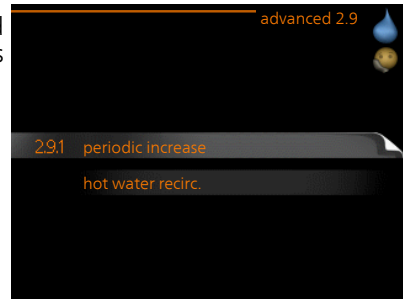 advanced 2.9
2.9.1 periodic increase
hot water recirc.